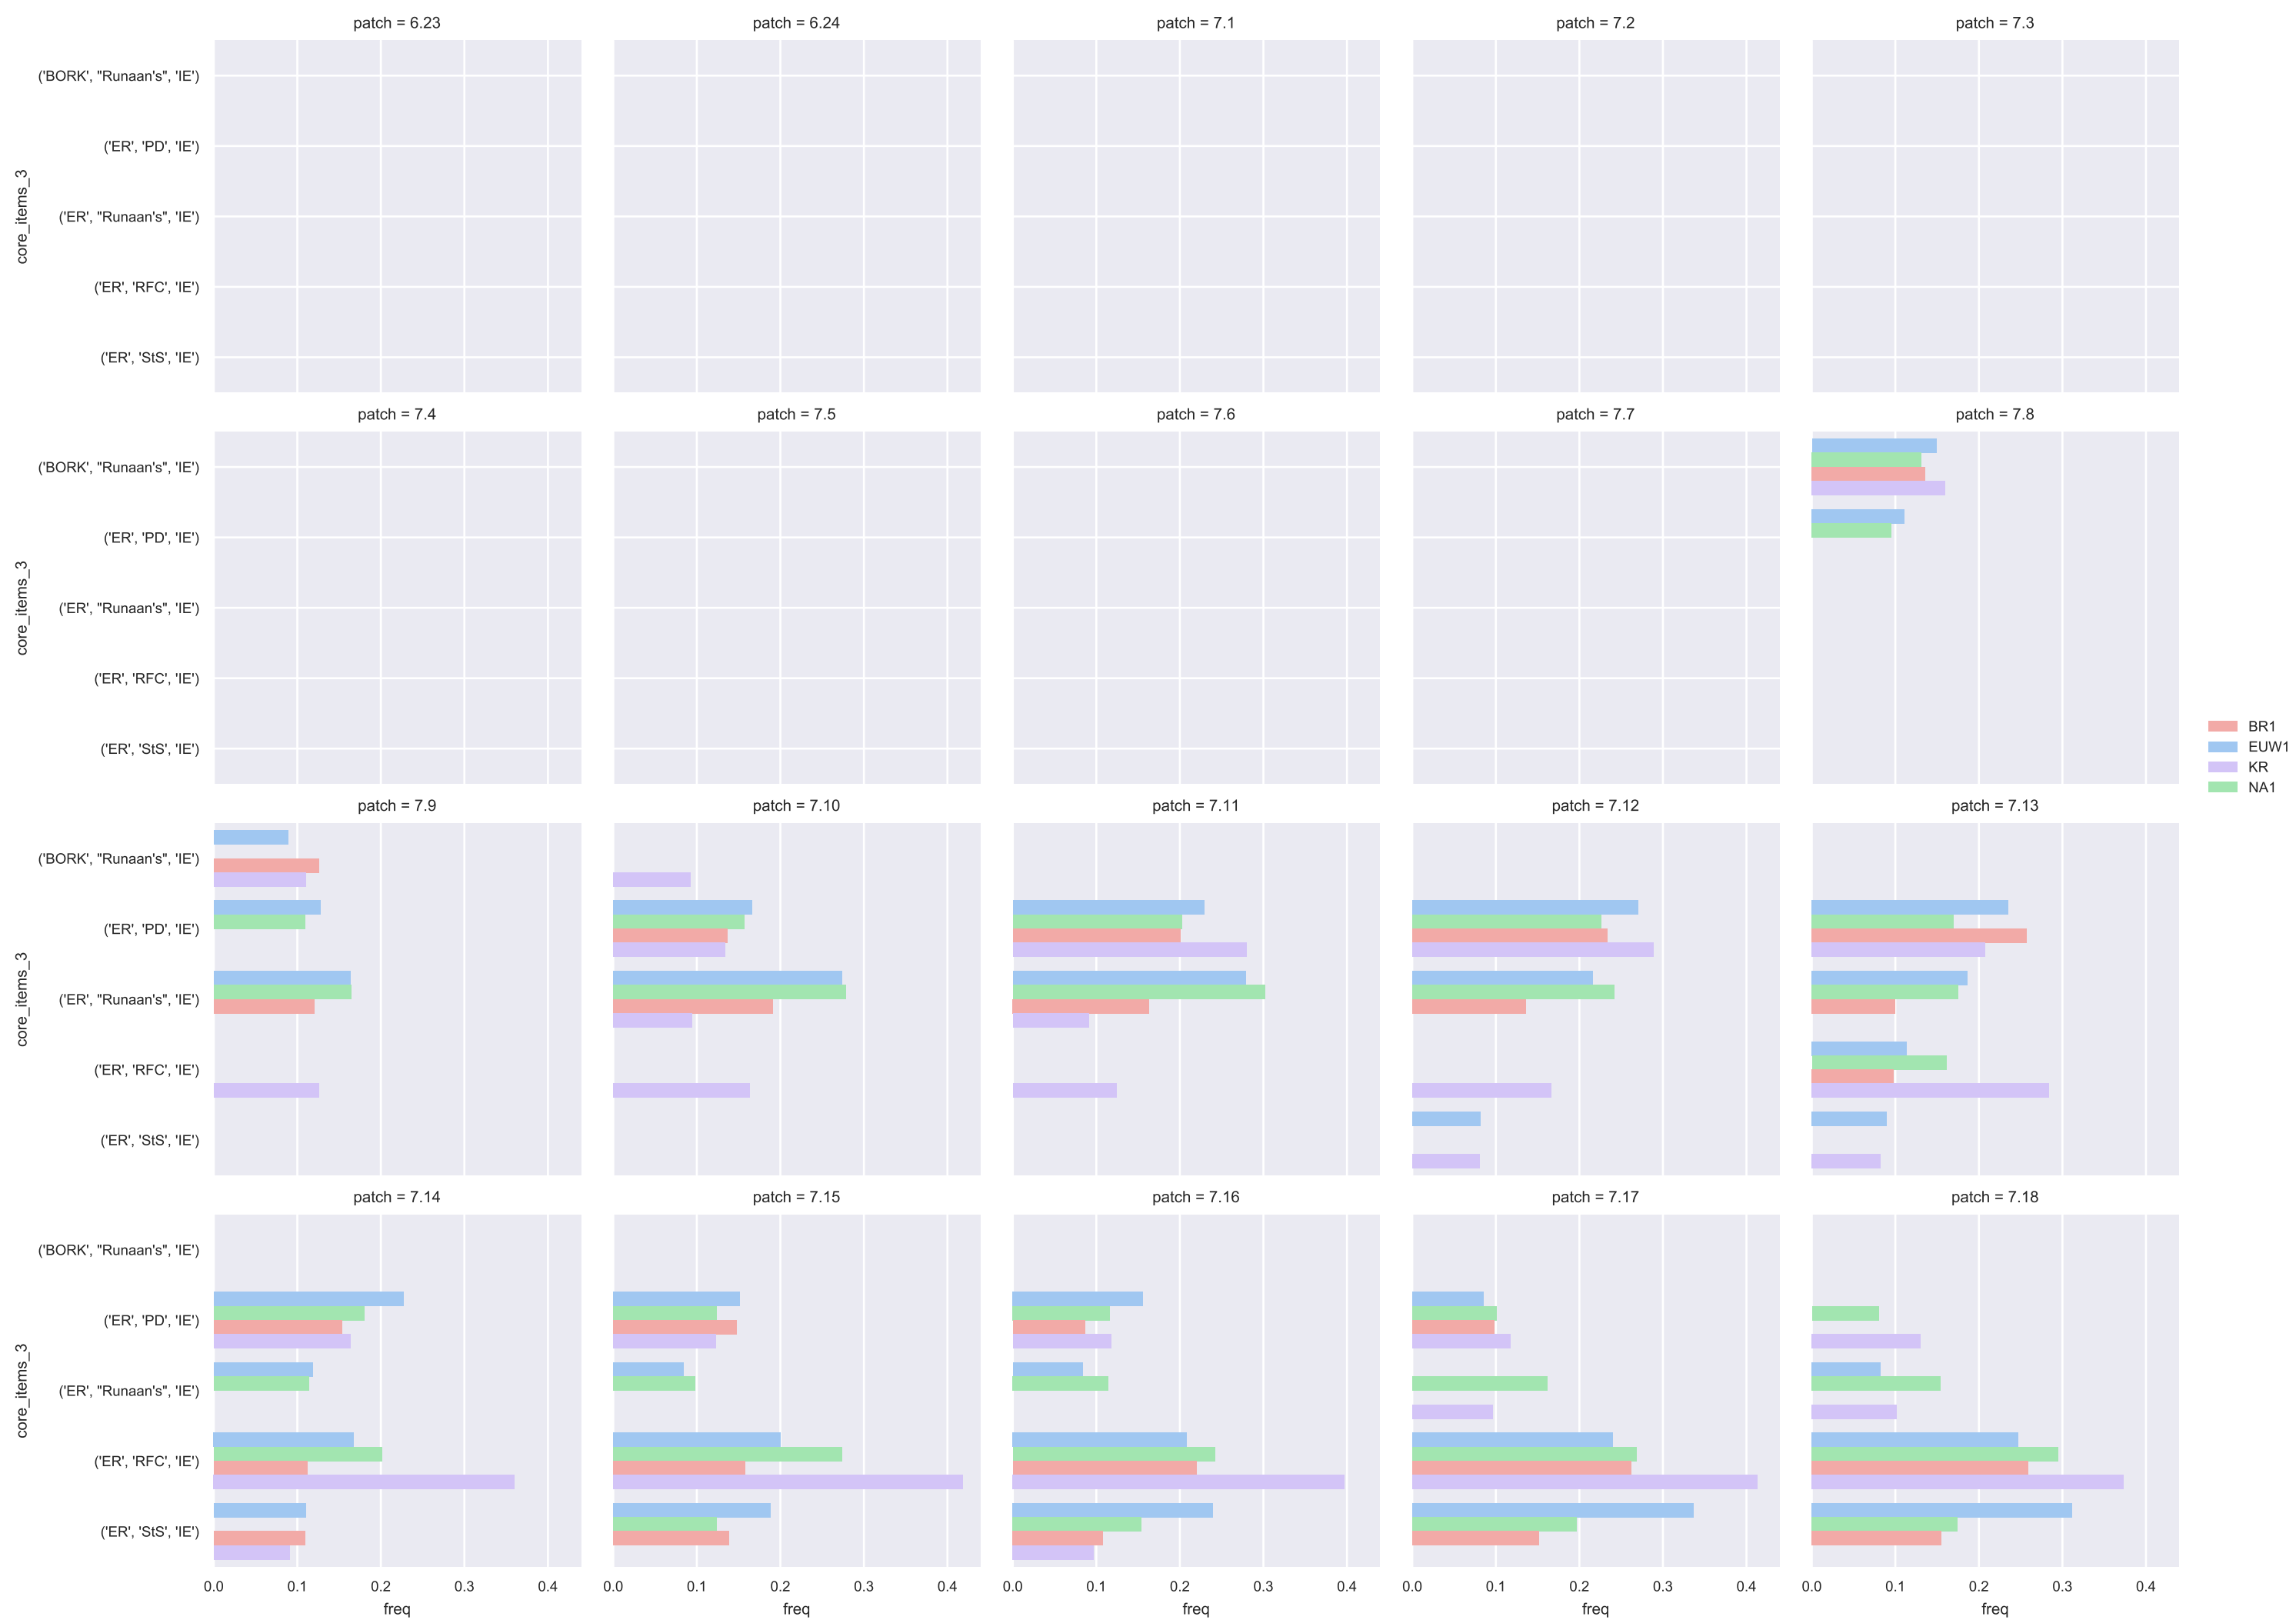 patch = 6.23 patch = 6.24 patch = 7.1 patch = 7.2 patch = 7.3
core_items_3
('BORK', "Runaan's", 'IE')
('ER', 'PD', 'IE')
('ER', "Runaan's", 'IE')
('ER', 'RFC', 'IE')
('ER', 'StS', 'IE')
patch = 7.4 patch = 7.5 patch = 7.6 patch = 7.7 patch = 7.8
core_items_3
('BORK', "Runaan's", 'IE')
('ER', 'PD', 'IE')
('ER', "Runaan's", 'IE')
('ER', 'RFC', 'IE')
('ER', 'StS', 'IE')
BR1
EUW1
KR
NA1
patch = 7.9 patch = 7.10 patch = 7.11 patch = 7.12 patch = 7.13
core_items_3
('BORK', "Runaan's", 'IE')
('ER', 'PD', 'IE')
('ER', "Runaan's", 'IE')
('ER', 'RFC', 'IE')
('ER', 'StS', 'IE')
patch = 7.14 patch = 7.15 patch = 7.16 patch = 7.17 patch = 7.18
core_items_3
('BORK', "Runaan's", 'IE')
('ER', 'PD', 'IE')
('ER', "Runaan's", 'IE')
('ER', 'RFC', 'IE')
('ER', 'StS', 'IE')
0.0 0.1 0.2 0.3 0.4 0.0 0.1 0.2 0.3 0.4 0.0 0.1 0.2 0.3 0.4 0.0 0.1 0.2 0.3 0.4 0.0 0.1 0.2 0.3 0.4
freq freq freq freq freq